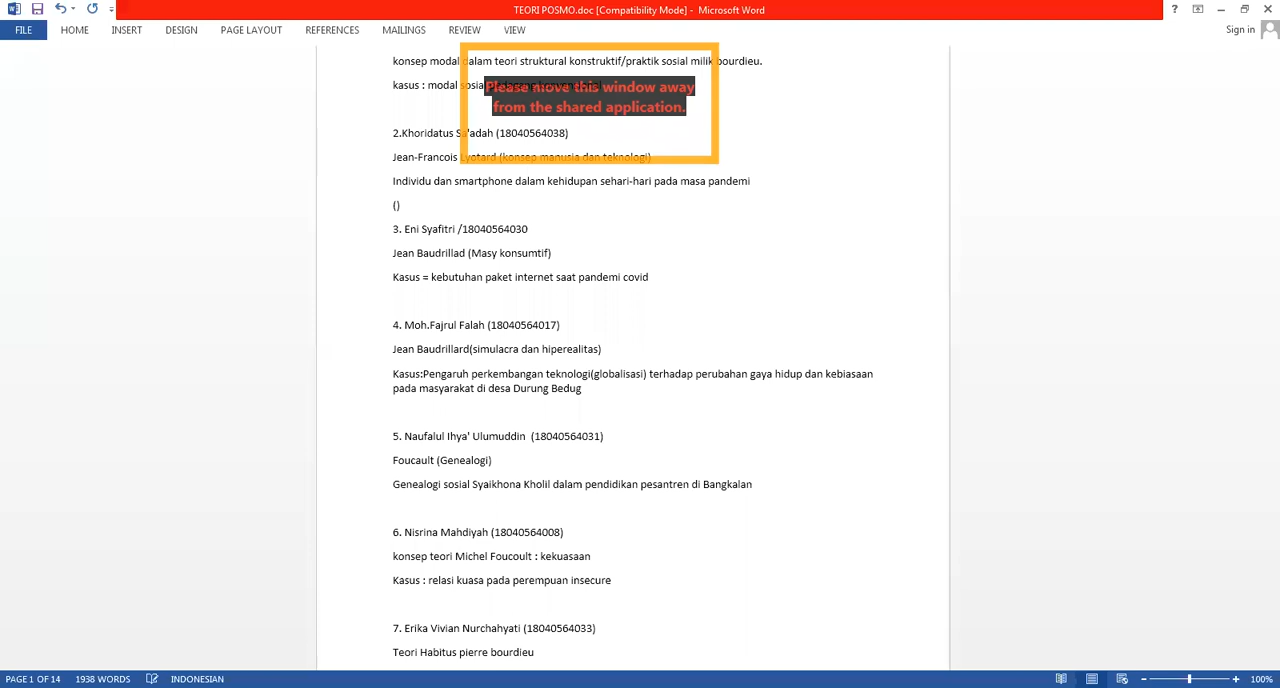 TEORI POSMO.doc [Compatibility Mode] - Microsoft Word
?
Sign in
FILE HOME INSERT DESIGN PAGE LAYOUT REFERENCES MAILINGS REVIEW VIEW
konsep modal dalam teori struktural konstruktif/praktik sosial milik bourdieu.
kasus : modal sosial
Please move this window away
from the shared application.
2.Khoridatus Sa'adah (18040564038)
Jean-Francois Lyotard (konsep manusia dan teknologi)
Individu dan smartphone dalam kehidupan sehari-hari pada masa pandemi
()
3. Eni Syafitri /18040564030
Jean Baudrillad (Masy konsumtif)
Kasus = kebutuhan paket internet saat pandemi covid
4. Moh.Fajrul Falah (18040564017)
Jean Baudrillard(simulacra dan hiperealitas)
Kasus:Pengaruh perkembangan teknologi(globalisasi) terhadap perubahan gaya hidup dan kebiasaan
pada masyarakat di desa Durung Bedug
5. Naufalul Ihya' Ulumuddin (18040564031)
Foucault (Genealogi)
Genealogi sosial Syaikhona Kholil dalam pendidikan pesantren di Bangkalan
6. Nisrina Mahdiyah (18040564008)
konsep teori Michel Foucoult : kekuasaan
Kasus : relasi kuasa pada perempuan insecure
7. Erika Vivian Nurchahyati (18040564033)
Teori Habitus pierre bourdieu
PAGE 1 OF 14 1938 WORDS INDONESIAN 100%